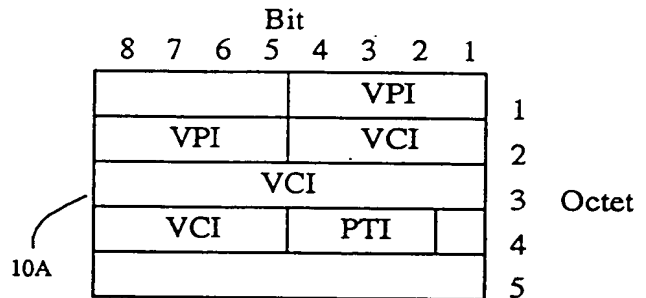 Bit
8 7 6 5 4 3 2 1
VPI 1
VPI VCI 2
VCI 3 Octet
VCI PTI 4
10A
5